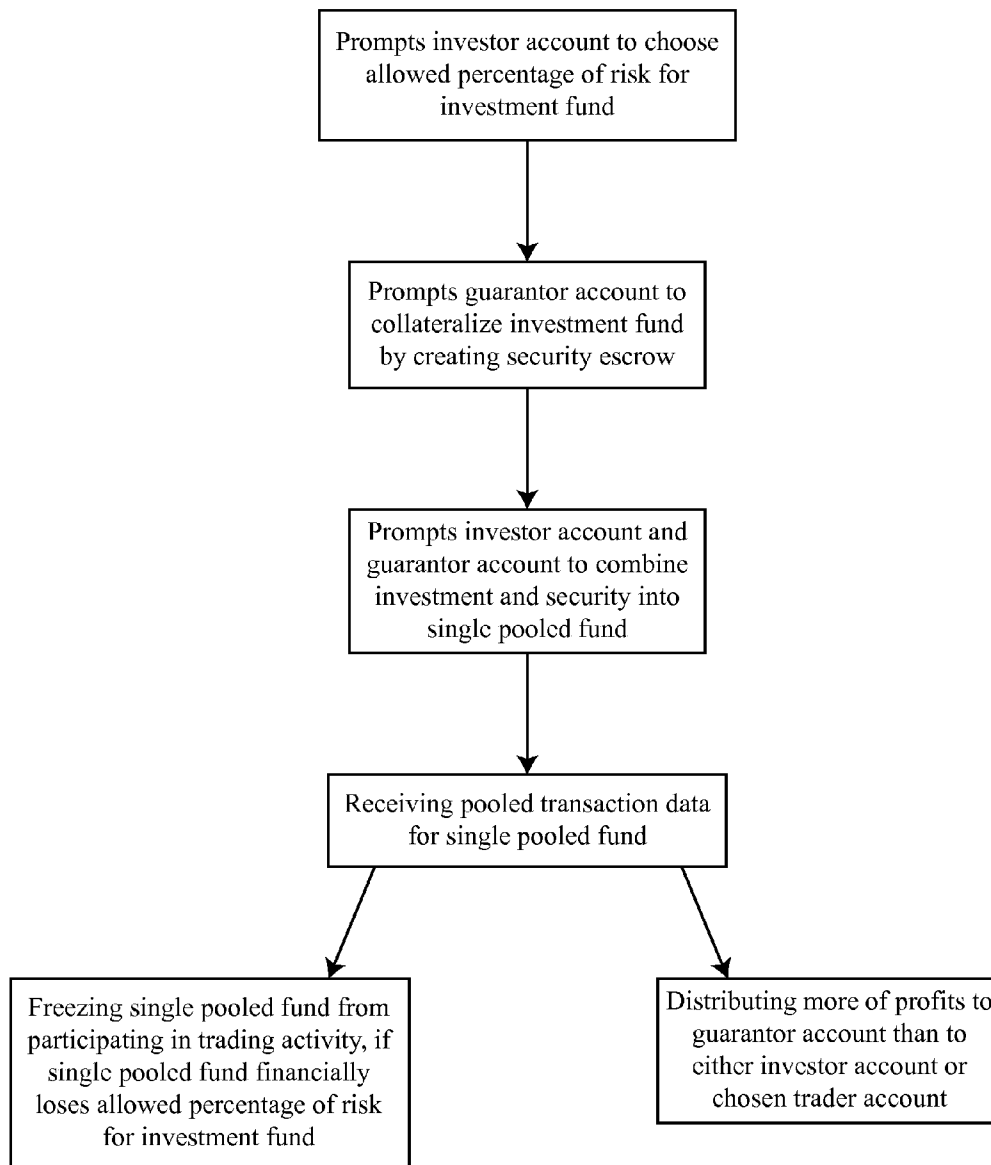 Prompts investor account to choose
allowed percentage of risk for
investment fund
Prompts guarantor account to
collateralize investment fund
by creating security escrow
Prompts investor account and
guarantor account to combine
investment and security into
single pooled fund
Receiving pooled transaction data
for single pooled fund
Freezing single pooled fund from
participating in trading activity, if
single pooled fund financially
loses allowed percentage of risk
for investment fund
Distributing more of profits to
guarantor account than to
either investor account or
chosen trader account